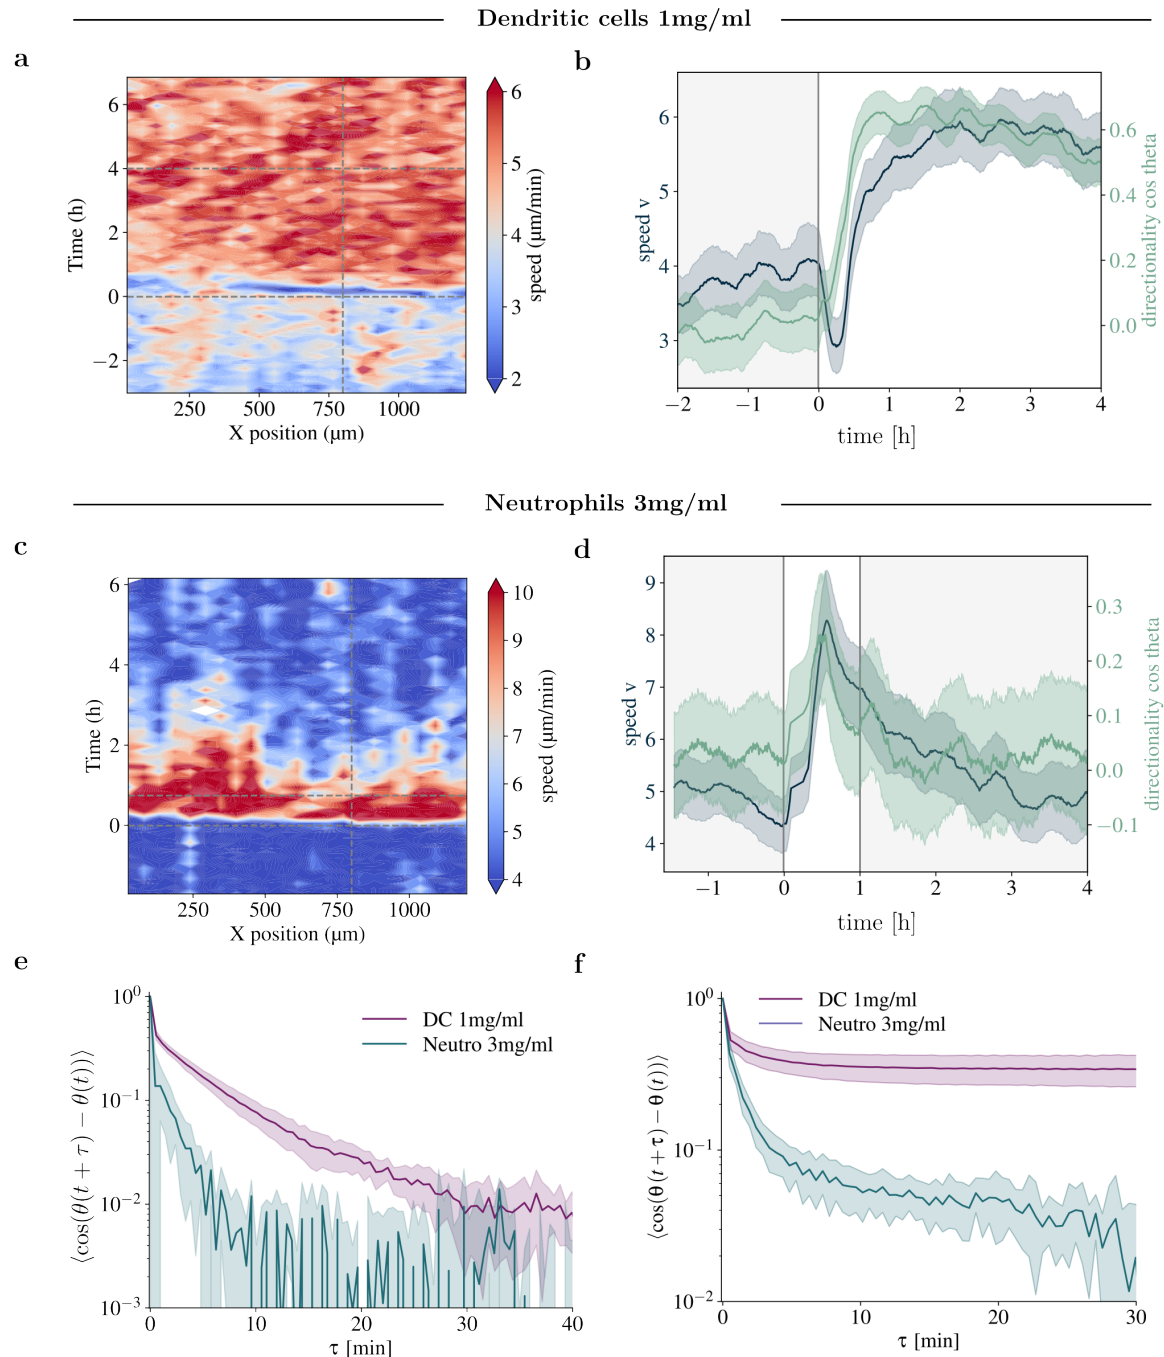 Dendritic cells 1mg/ml
a
6
4
2
0
−2
Time (h)
250 500 750 1000
X position (µm)
6
5
4
3
2
speed (µm/min)
b
6
5
4
3
speed v
0.6
0.4
0.2
0.0
directionality cos theta
−2 −1 0 1 2 3 4
time [h]
Neutrophils 3mg/ml
c
6
4
2
0
Time (h)
250 500 750 1000
X position (µm)
10
9
8
7
6
5
4
speed (µm/min)
d
9
8
7
6
5
4
speed v
0.3
0.2
0.1
0.0
−0.1
directionality cos theta
−1 0 1 2 3 4
time [h]
e
10⁰
10⁻¹
10⁻²
10⁻³
⟨cos(θ(t + τ) − θ(t))⟩
DC 1mg/ml
Neutro 3mg/ml
0 10 20 30 40
τ [min]
f
10⁰
10⁻¹
10⁻²
⟨cos(θ(t + τ) − θ(t))⟩
DC 1mg/ml
Neutro 3mg/ml
0 10 20 30
τ [min]